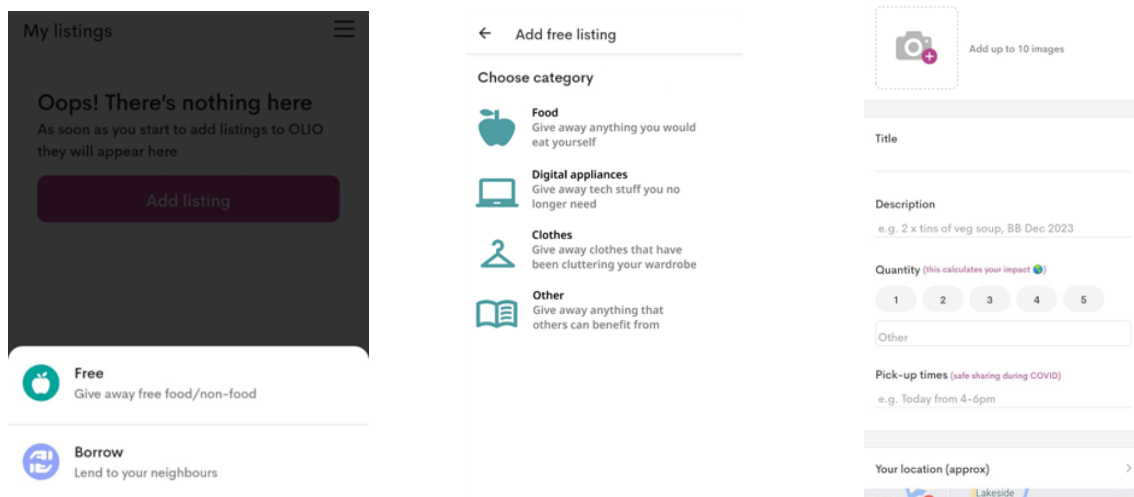 My listings
Oops! There's nothing here
As soon as you start to add listings to OLIO
they will appear here
Add listing
Free
Give away free food/non-food
Borrow
Lend to your neighbours
Add free listing
Choose category
Food
Give away anything you would
eat yourself
Digital appliances
Give away tech stuff you no
longer need
Clothes
Give away clothes that have
been cluttering your wardrobe
Other
Give away anything that
others can benefit from
Add up to 10 images
Title
Description
e.g. 2 x tins of veg soup, BB Dec 2023
Quantity (this calculates your impact 🌍)
1 2 3 4 5
Other
Pick-up times (safe sharing during COVID)
e.g. Today from 4-6pm
Your location (approx)
Lakeside